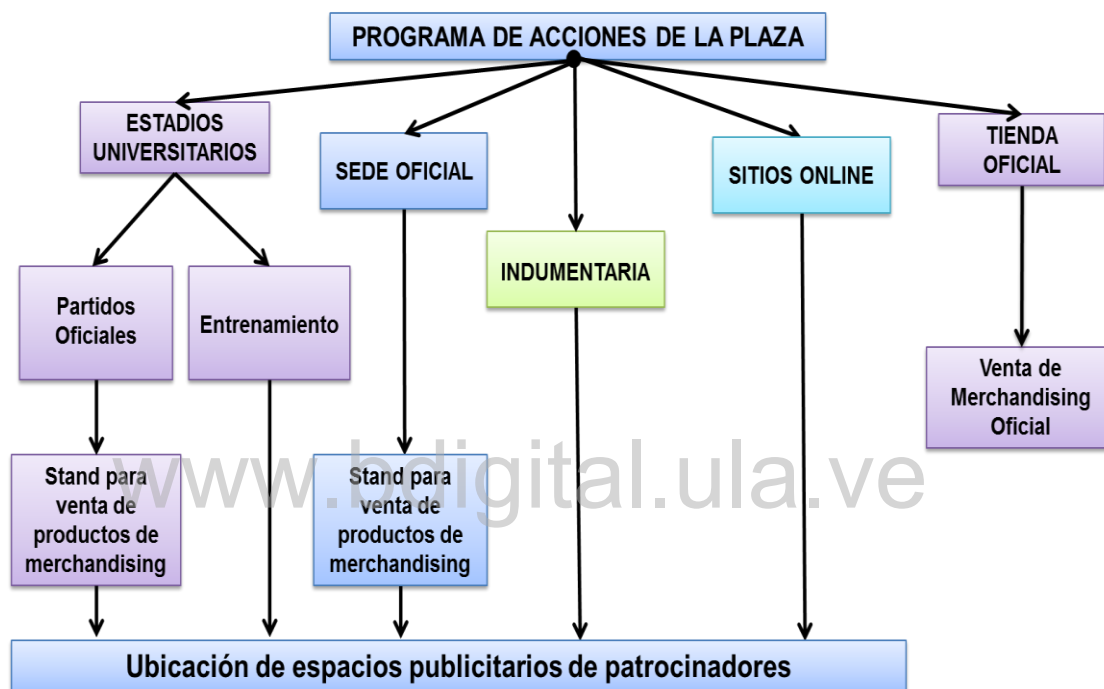 PROGRAMA DE ACCIONES DE LA PLAZA
ESTADIOS
UNIVERSITARIOS
SEDE OFICIAL
SITIOS ONLINE
TIENDA
OFICIAL
INDUMENTARIA
Partidos
Oficiales
Entrenamiento
Venta de
Merchandising
Oficial
Stand para
venta de
productos de
merchandising
Stand para
venta de
productos de
merchandising
www.bdigital.ula.ve
Ubicación de espacios publicitarios de patrocinadores